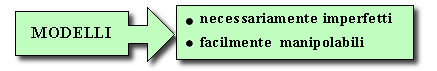 MODELLI
• necessariamente imperfetti
• facilmente manipolabili